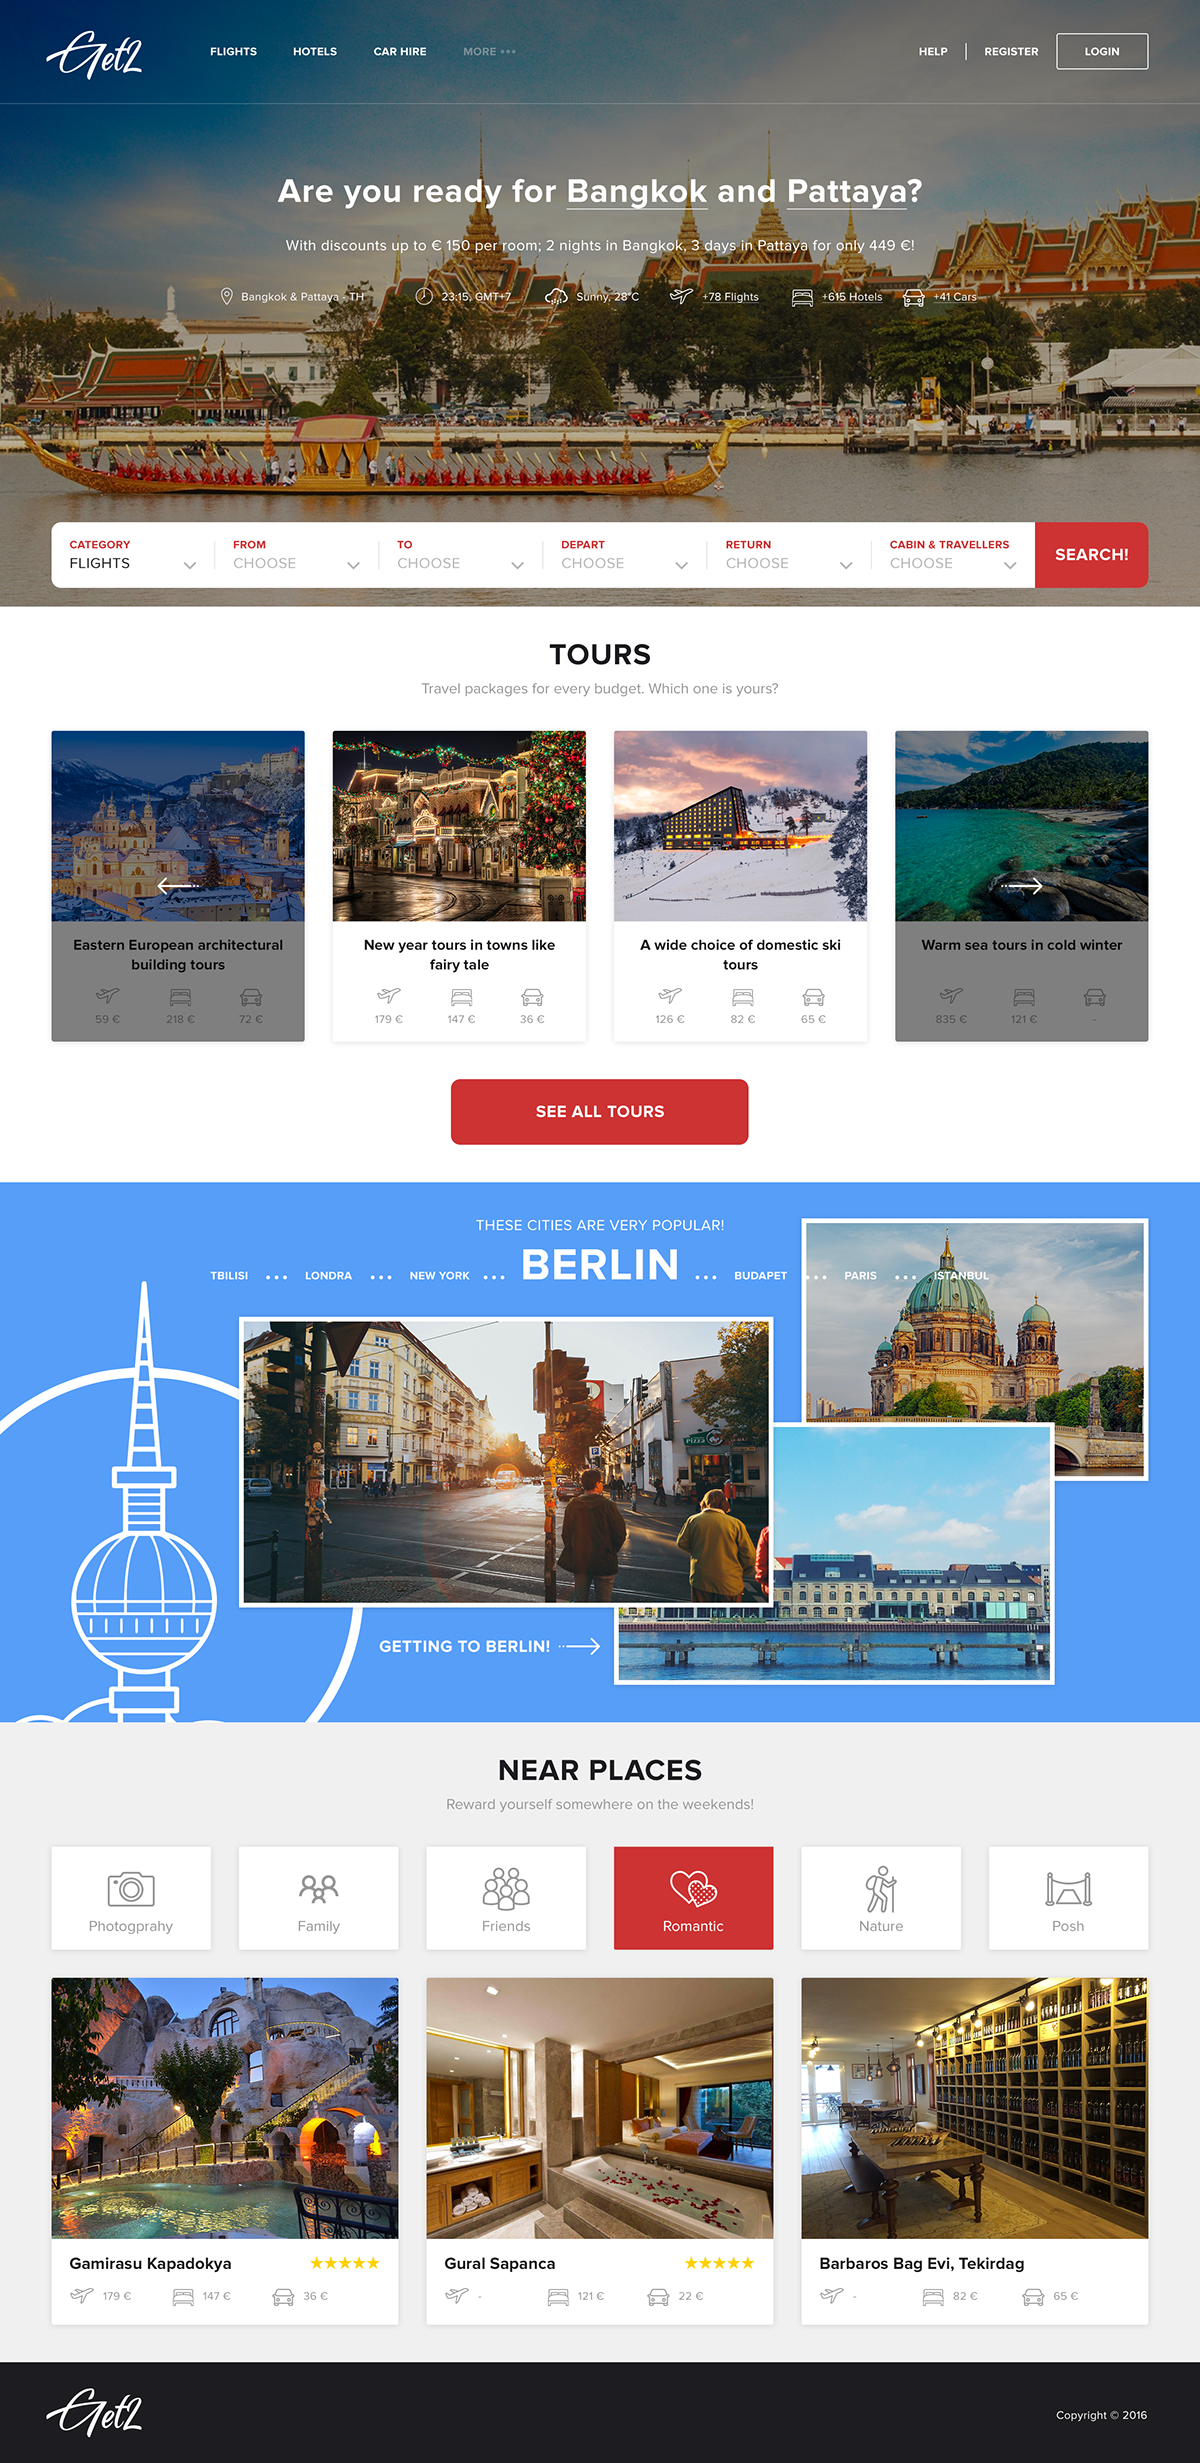 Get2
FLIGHTS HOTELS CAR HIRE MORE •••
HELP REGISTER LOGIN
Are you ready for Bangkok and Pattaya?
With discounts up to € 150 per room; 2 nights in Bangkok, 3 days in Pattaya for only 449 €!
Bangkok & Pattaya - TH 23:15, GMT+7 Sunny, 28°C +78 Flights +615 Hotels +41 Cars
CATEGORY FROM TO DEPART RETURN CABIN & TRAVELLERS
FLIGHTS CHOOSE CHOOSE CHOOSE CHOOSE CHOOSE
SEARCH!
TOURS
Travel packages for every budget. Which one is yours?
Eastern European architectural
building tours
59 € 218 € 72 €
New year tours in towns like
fairy tale
179 € 147 € 36 €
A wide choice of domestic ski
tours
126 € 82 € 65 €
Warm sea tours in cold winter
835 € 121 € -
SEE ALL TOURS
THESE CITIES ARE VERY POPULAR!
TBILISI ••• LONDRA ••• NEW YORK ••• BERLIN ••• BUDAPET ••• PARIS ••• ISTANBUL
Pizza
P
GETTING TO BERLIN!
NEAR PLACES
Reward yourself somewhere on the weekends!
Photogprahy Family Friends Romantic Nature Posh
Gamirasu Kapadokya
179 € 147 € 36 €
Gural Sapanca
- 121 € 22 €
Barbaros Bag Evi, Tekirdag
- 82 € 65 €
Get2
Copyright © 2016